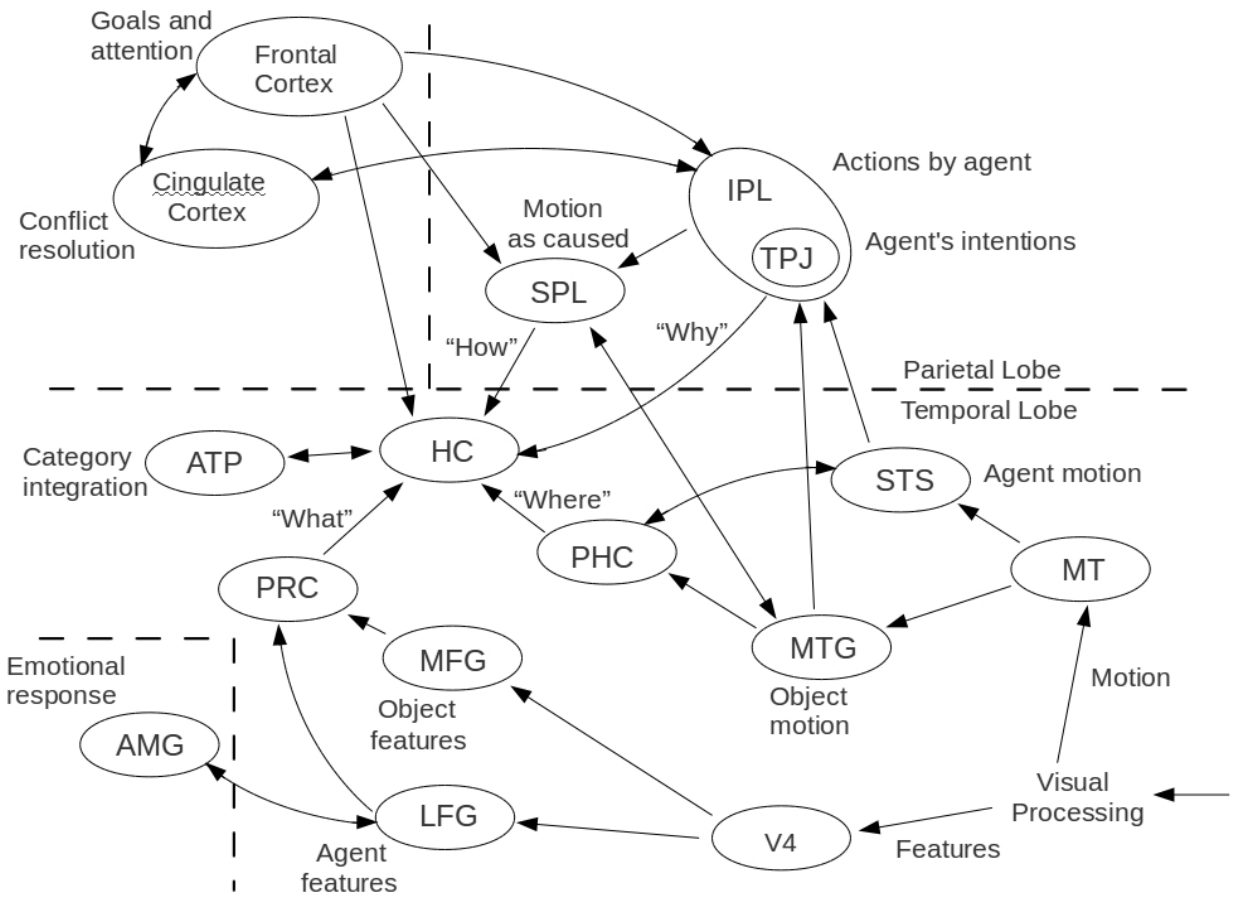 Goals and
attention
Frontal
Cortex
Cingulate
Cortex
Conflict
resolution
Actions by agent
IPL
Agent's intentions
TPJ
Motion
as caused
SPL
“How”
“Why”
Parietal Lobe
Temporal Lobe
Category
integration
ATP
HC
STS
Agent motion
“What”
“Where”
PHC
MT
PRC
MTG
Object
motion
MFG
Object
features
Motion
Emotional
response
AMG
Visual
Processing
LFG
Agent
features
V4
Features